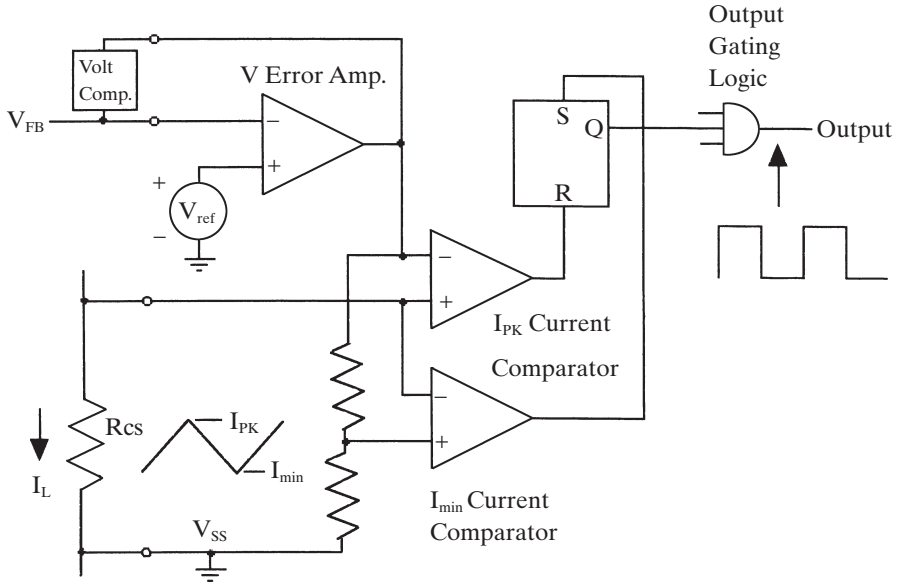 Output
Gating
Logic
Volt
Comp.
V Error Amp.
V_FB
−
+
S
Q
R
Output
+
V_ref
−
−
+
I_PK Current
Comparator
−
+
Rcs
I_PK
I_min
I_L
V_SS
I_min Current
Comparator